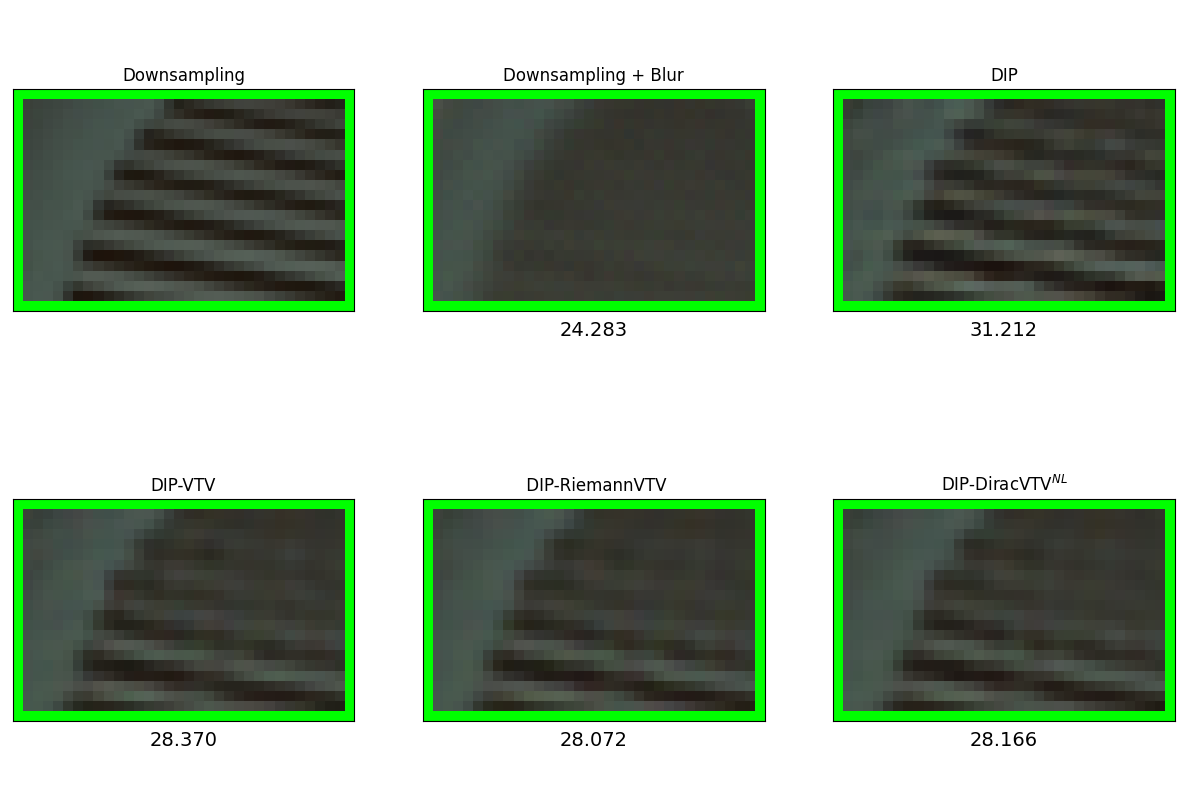 Downsampling
Downsampling + Blur
DIP
24.283
31.212
DIP-VTV
DIP-RiemannVTV
DIP-DiracVTV^{NL}
28.370
28.072
28.166